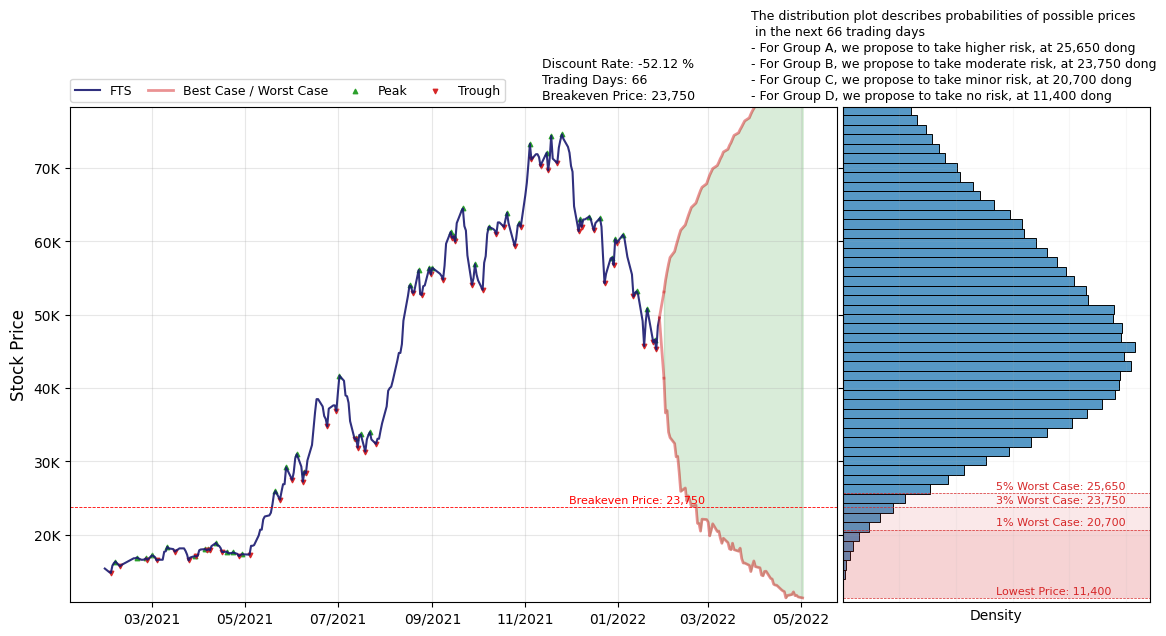 The distribution plot describes probabilities of possible prices
in the next 66 trading days
- For Group A, we propose to take higher risk, at 25,650 dong
- For Group B, we propose to take moderate risk, at 23,750 dong
- For Group C, we propose to take minor risk, at 20,700 dong
- For Group D, we propose to take no risk, at 11,400 dong
Discount Rate: -52.12 %
Trading Days: 66
Breakeven Price: 23,750
FTS
Best Case / Worst Case
Peak
Trough
Stock Price
70K
60K
50K
40K
30K
20K
Breakeven Price: 23,750
03/2021
05/2021
07/2021
09/2021
11/2021
01/2022
03/2022
05/2022
5% Worst Case: 25,650
3% Worst Case: 23,750
1% Worst Case: 20,700
Lowest Price: 11,400
Density